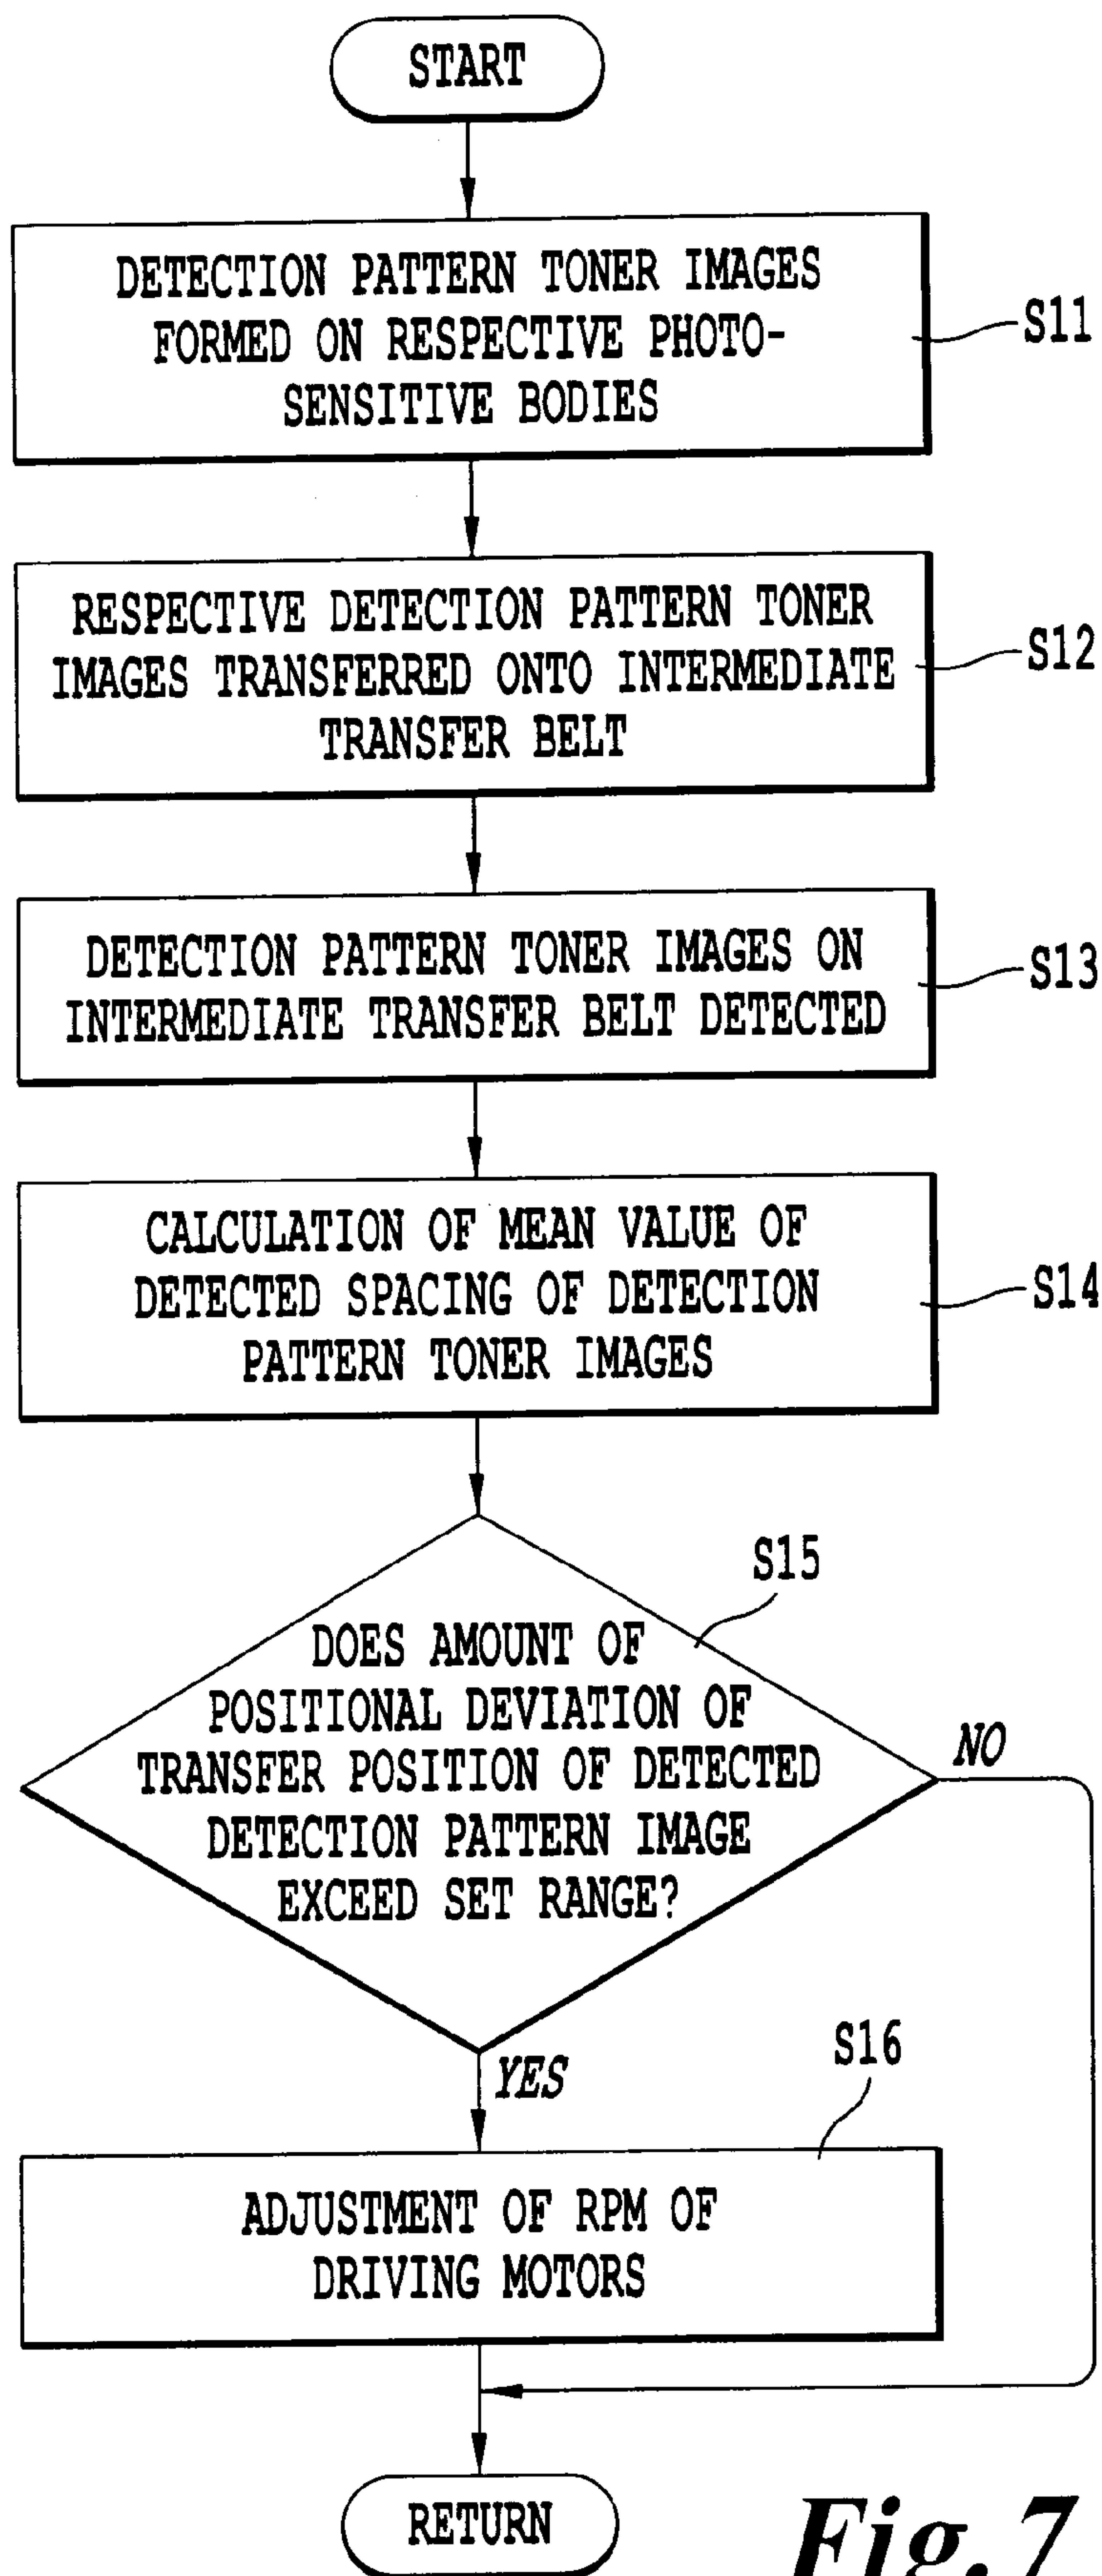 START
DETECTION PATTERN TONER IMAGES
FORMED ON RESPECTIVE PHOTO-
SENSITIVE BODIES
S11
RESPECTIVE DETECTION PATTERN TONER
IMAGES TRANSFERRED ONTO INTERMEDIATE
TRANSFER BELT
S12
DETECTION PATTERN TONER IMAGES ON
INTERMEDIATE TRANSFER BELT DETECTED
S13
CALCULATION OF MEAN VALUE OF
DETECTED SPACING OF DETECTION
PATTERN TONER IMAGES
S14
S15
DOES AMOUNT OF
POSITIONAL DEVIATION OF
TRANSFER POSITION OF DETECTED
DETECTION PATTERN IMAGE
EXCEED SET RANGE?
NO
YES
S16
ADJUSTMENT OF RPM OF
DRIVING MOTORS
RETURN
Fig. 7